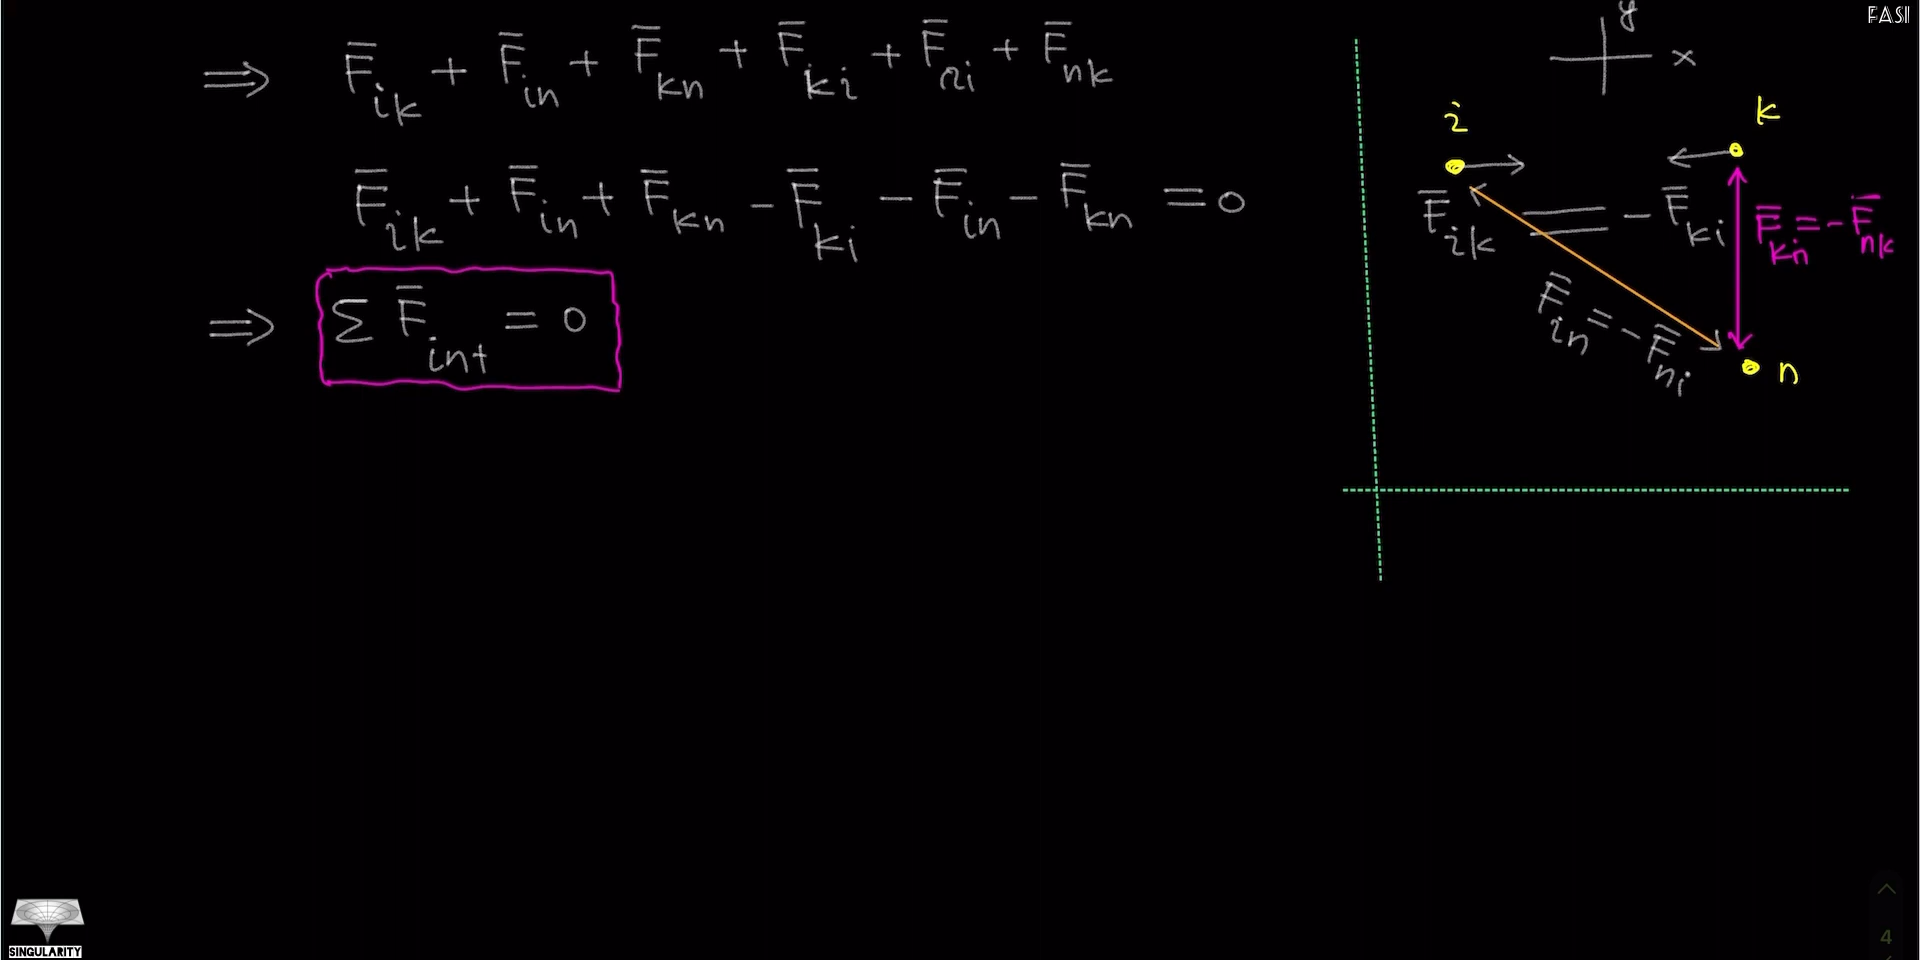 ⇒ F̄ik + F̄in + F̄kn + F̄ki + F̄ni + F̄nk
F̄ik + F̄in + F̄kn − F̄ki − F̄in − F̄kn = 0
⇒ Σ F̄int = 0
EASI
y
x
i
k
F̄ik = − F̄ki
F̄kn = − F̄nk
F̄in = − F̄ni
n
SINGULARITY
4